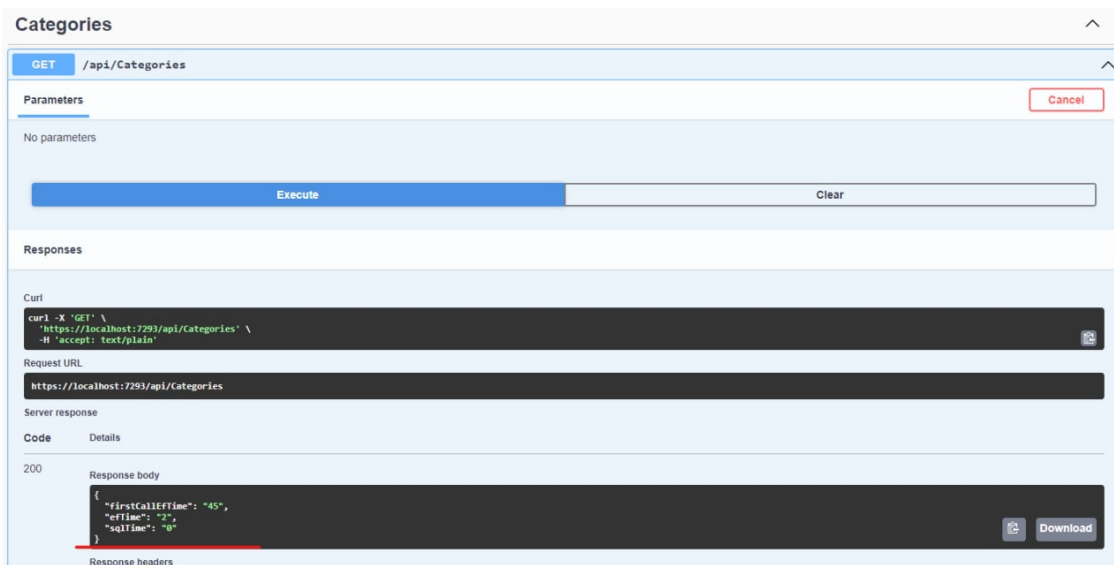 Categories
GET /api/Categories
Parameters
Cancel
No parameters
Execute
Clear
Responses
Curl
curl -X 'GET' \
'https://localhost:7293/api/Categories' \
-H 'accept: text/plain'
Request URL
https://localhost:7293/api/Categories
Server response
Code Details
200
Response body
{
"firstCallEfTime": "45",
"efTime": "2",
"sqlTime": "0"
}
Download
Response headers